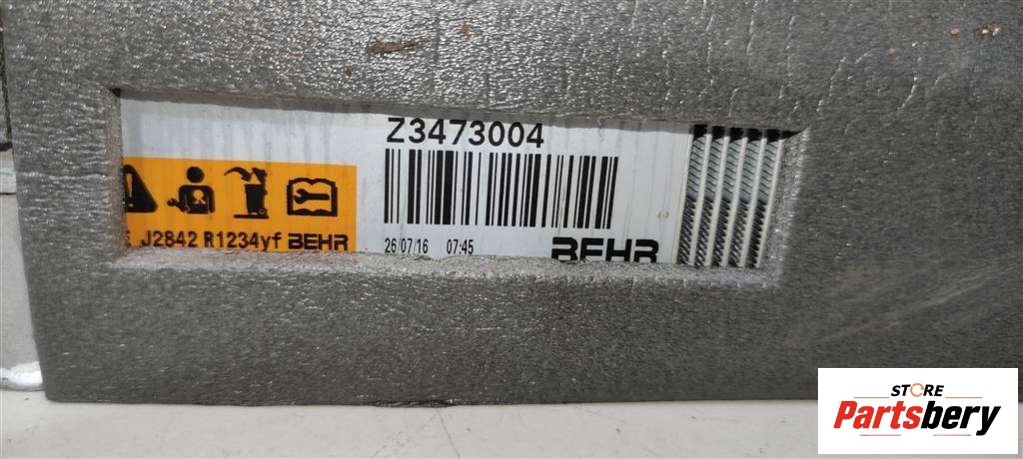 Z3473004
J2842 R1234yf BEHR
26/07/16 07:45
BEHR
STORE
Partsbery